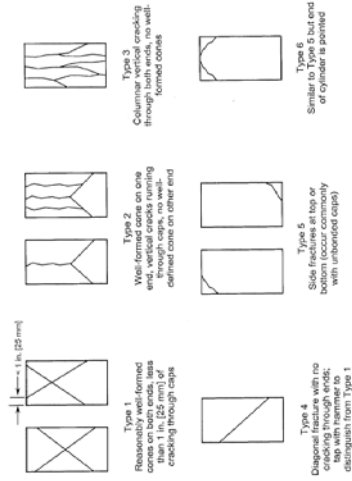 < 1 in. [25 mm]
Type 1
Reasonably well-formed
cones on both ends, less
than 1 in. [25 mm] of
cracking through caps
Type 2
Well-formed cone on one
end, vertical cracks running
through caps, no well-
defined cone on other end
Type 3
Columnar vertical cracking
through both ends, no well-
formed cones
Type 4
Diagonal fracture with no
cracking through ends;
tap with hammer to
distinguish from Type 1
Type 5
Side fractures at top or
bottom (occur commonly
with unbonded caps)
Type 6
Similar to Type 5 but end
of cylinder is pointed